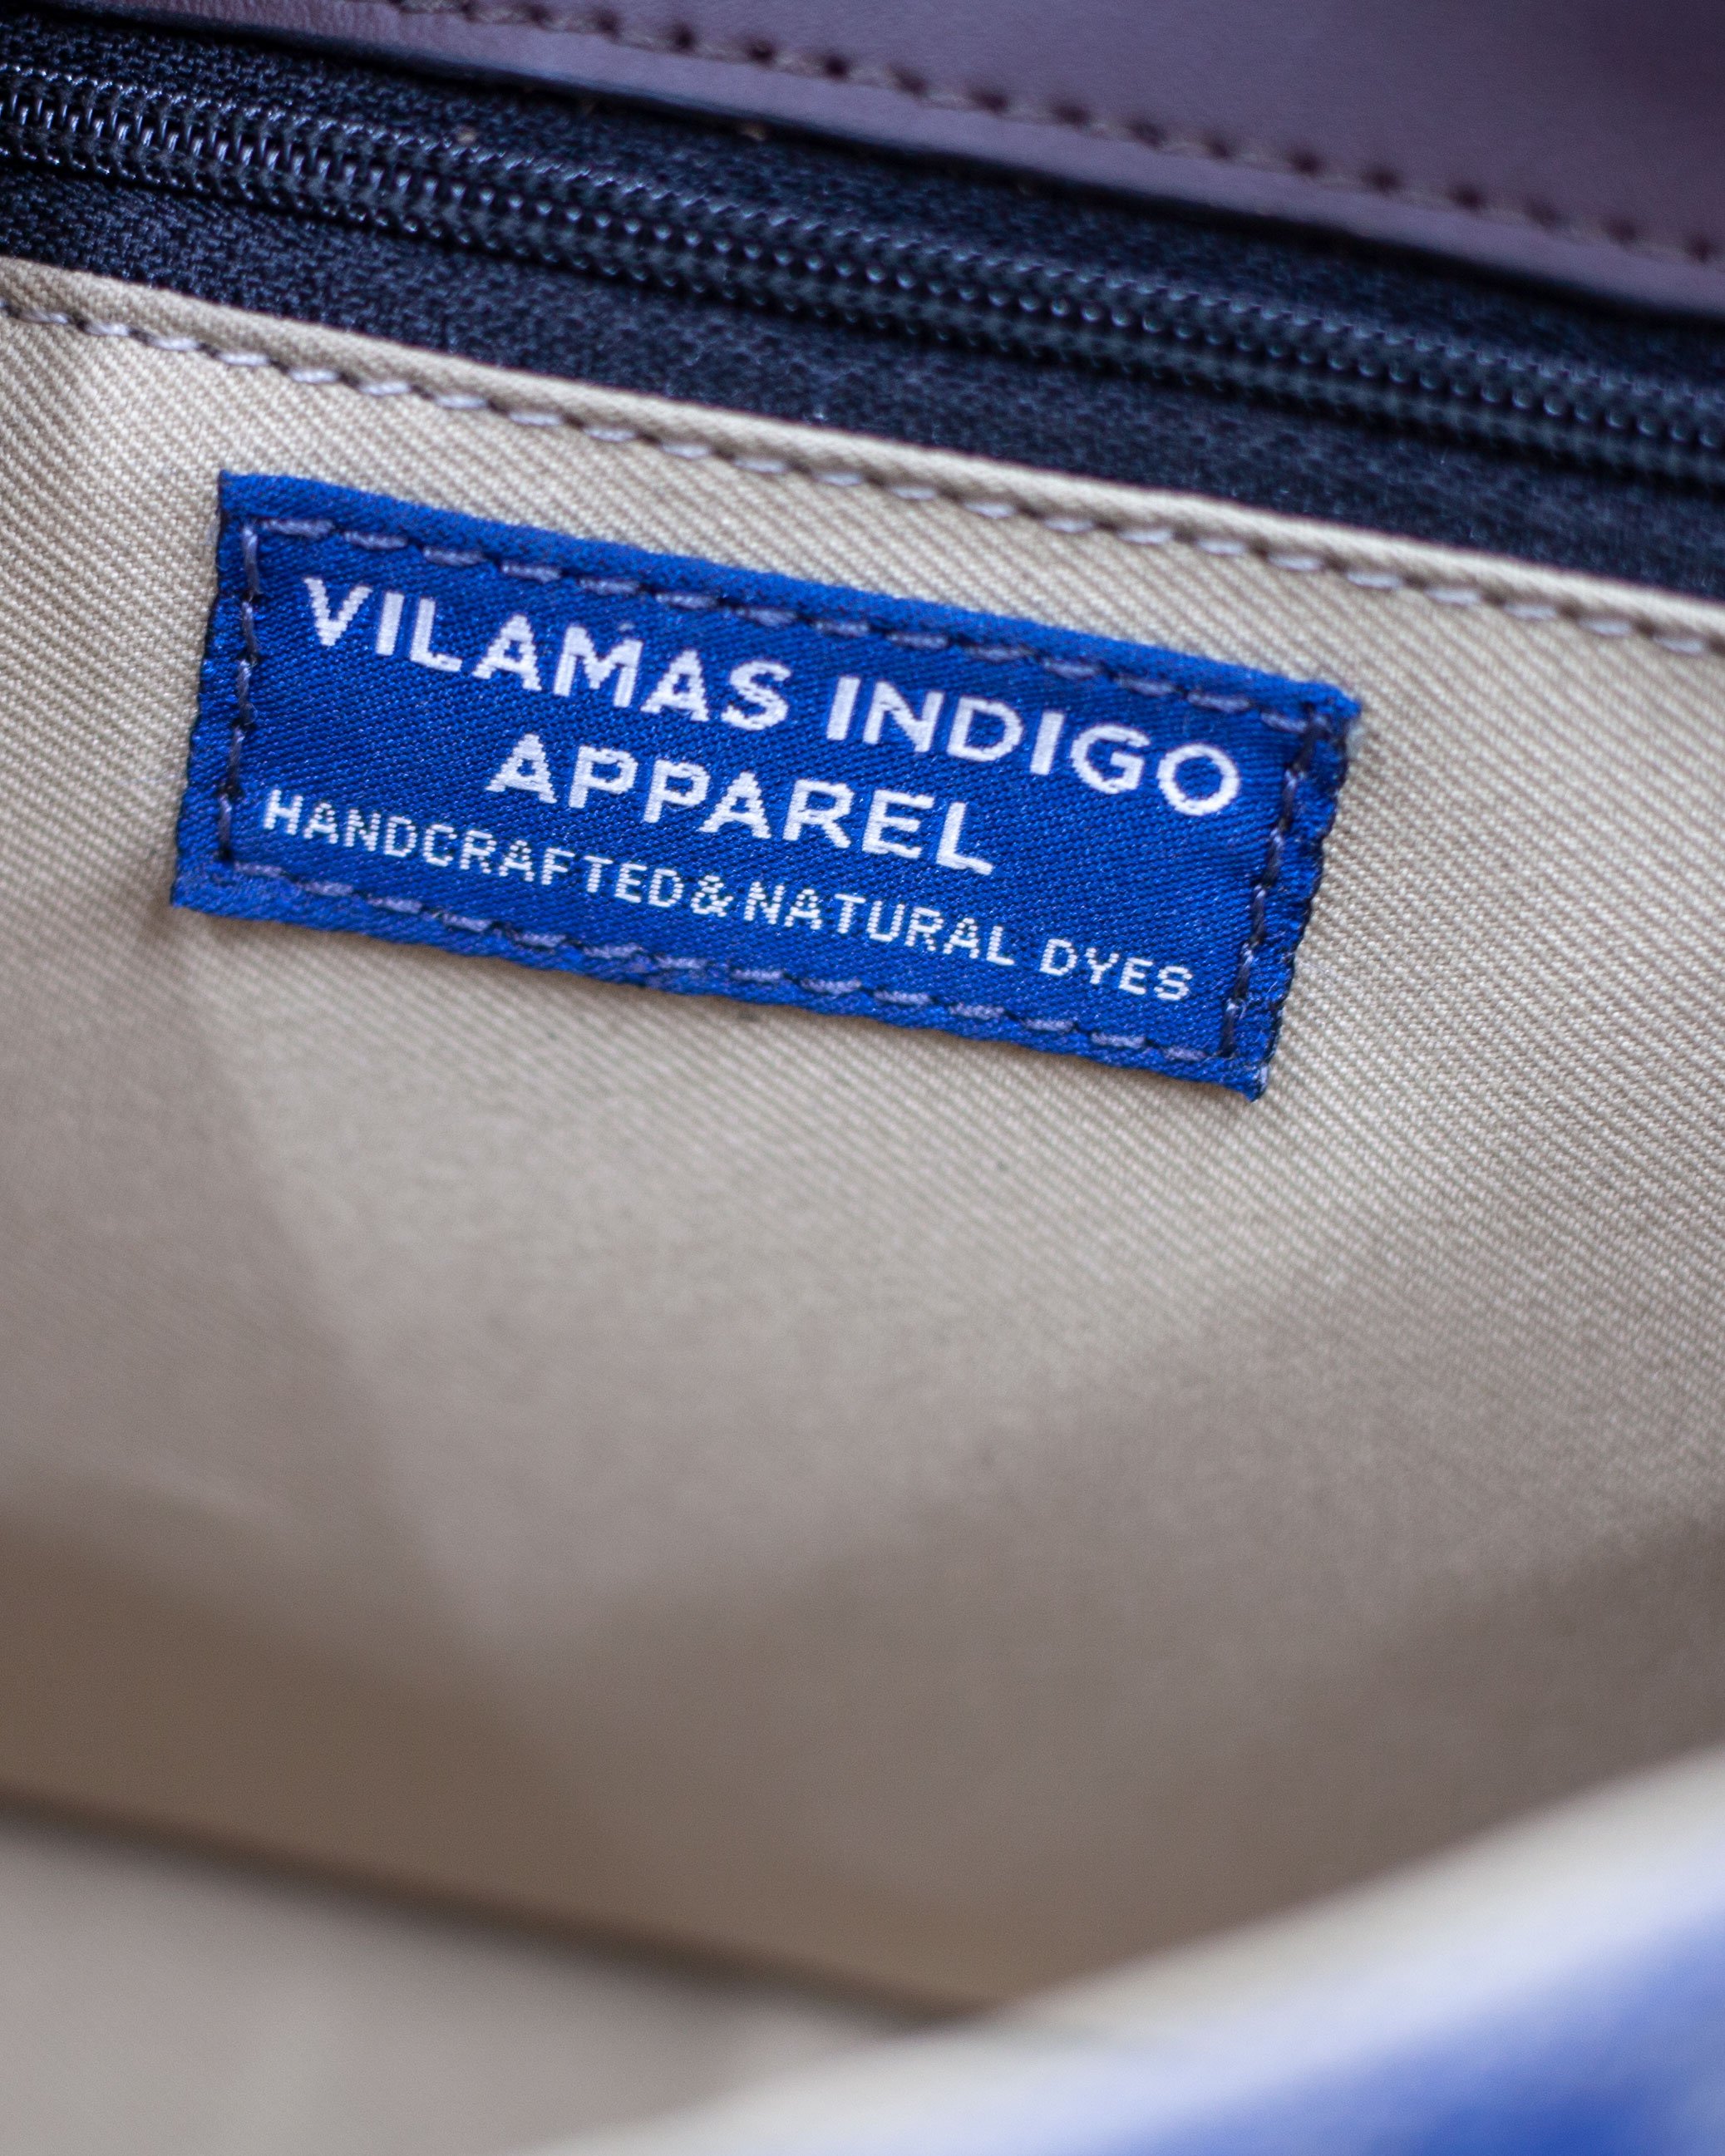 VILAMAS INDIGO
APPAREL
HANDCRAFTED & NATURAL DYES